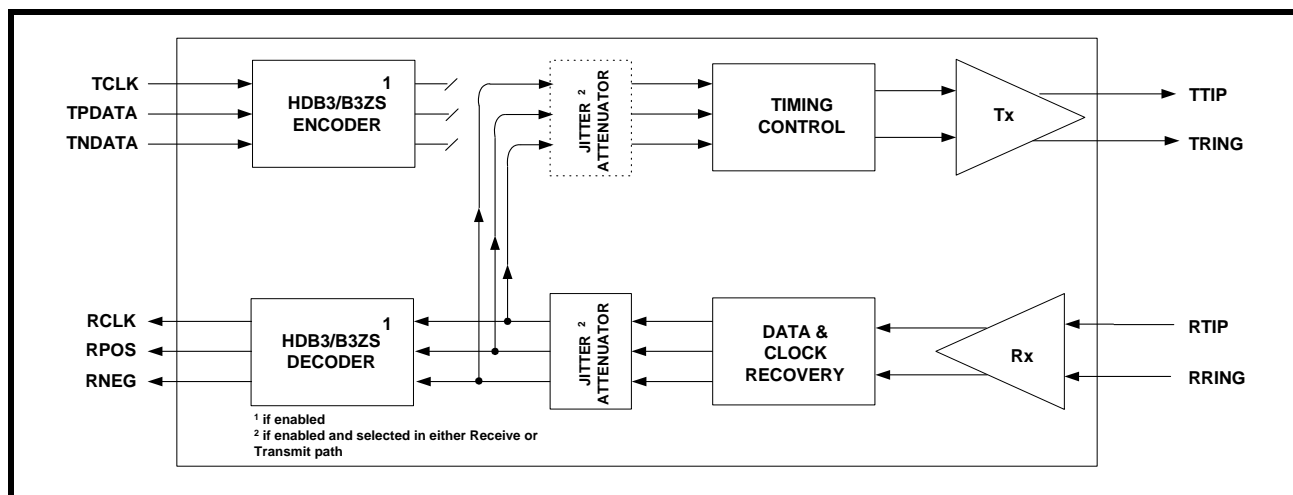 TCLK
TPDATA
TNDATA
HDB3/B3ZS 1
ENCODER
JITTER 2
ATTENUATOR
TIMING
CONTROL
Tx
TTIP
TRING
RCLK
RPOS
RNEG
HDB3/B3ZS 1
DECODER
JITTER 2
ATTENUATOR
DATA &
CLOCK
RECOVERY
Rx
RTIP
RRING
1 if enabled
2 if enabled and selected in either Receive or
Transmit path